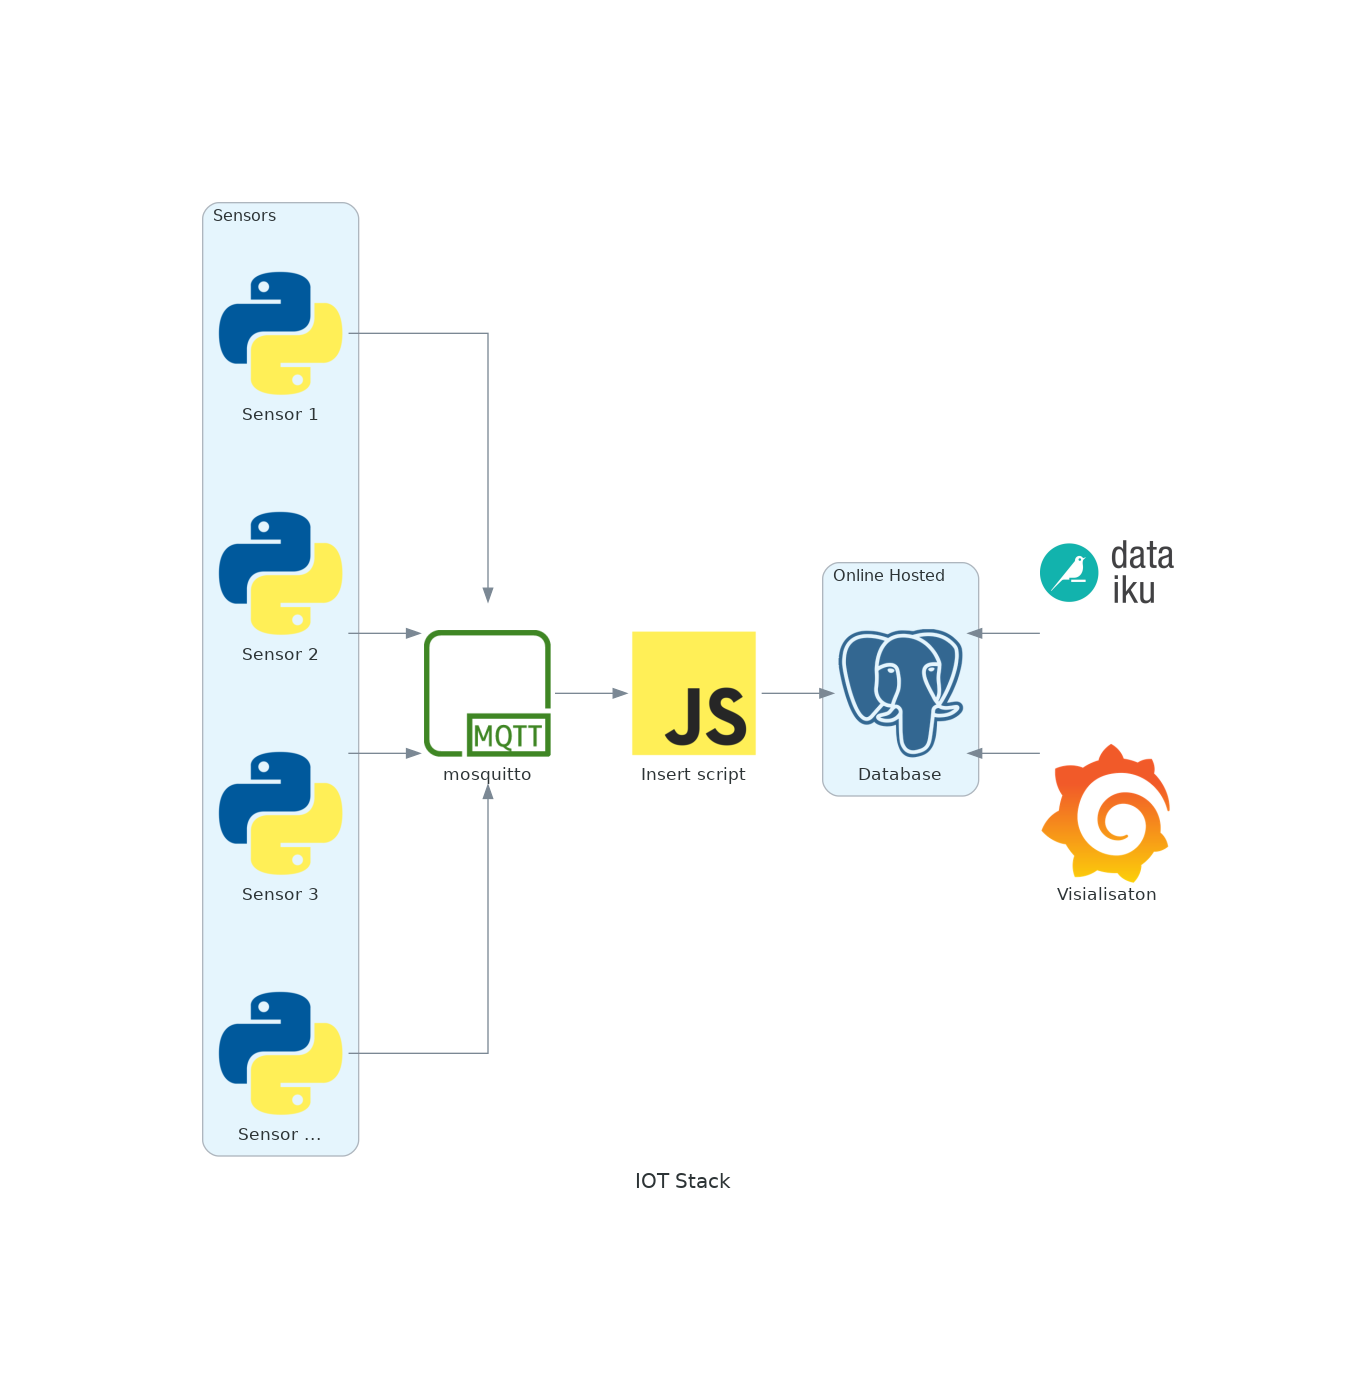 Sensors
Sensor 1
Sensor 2
Sensor 3
Sensor ...
MQTT
mosquitto
JS
Insert script
Online Hosted
Database
data
iku
Visialisaton
IOT Stack